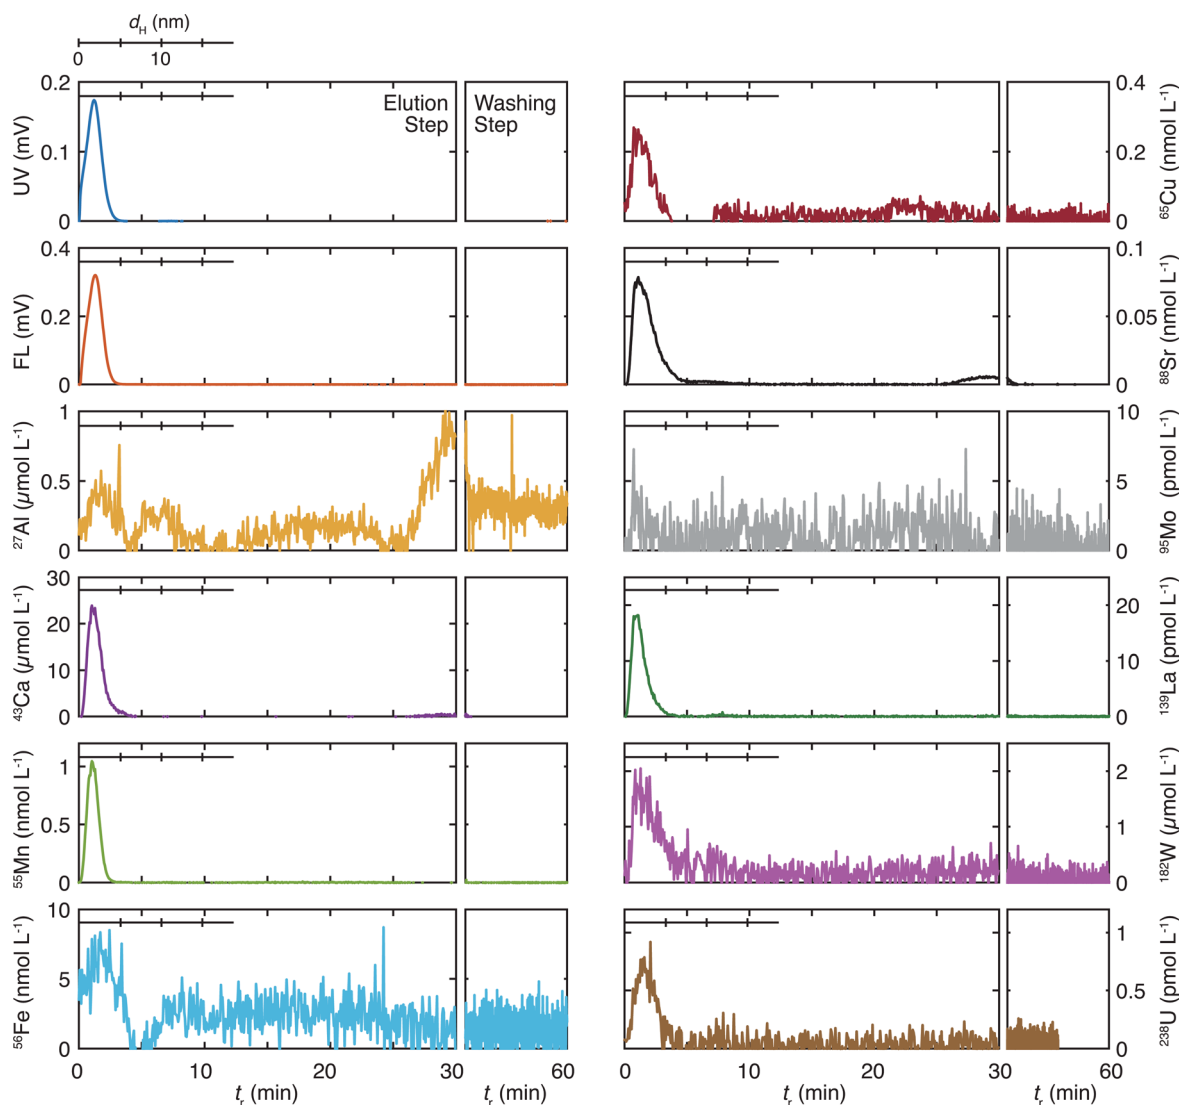 d_H (nm)
0 10
0.2
0.1
0
UV (mV)
Elution
Step
Washing
Step
0.4
0.2
0
⁶⁵Cu (nmol L⁻¹)
0.4
0.2
0
FL (mV)
0.1
0.05
0
⁸⁸Sr (nmol L⁻¹)
1
0.5
0
²⁷Al (µmol L⁻¹)
10
5
0
⁹⁵Mo (pmol L⁻¹)
30
20
10
0
⁴³Ca (µmol L⁻¹)
20
10
0
¹³⁹La (pmol L⁻¹)
1
0.5
0
⁵⁵Mn (nmol L⁻¹)
2
1
0
¹⁸²W (µmol L⁻¹)
10
5
0
⁵⁶Fe (nmol L⁻¹)
1
0.5
0
²³⁸U (pmol L⁻¹)
0 10 20 30 60
t_r (min) t_r (min)
0 10 20 30 60
t_r (min) t_r (min)